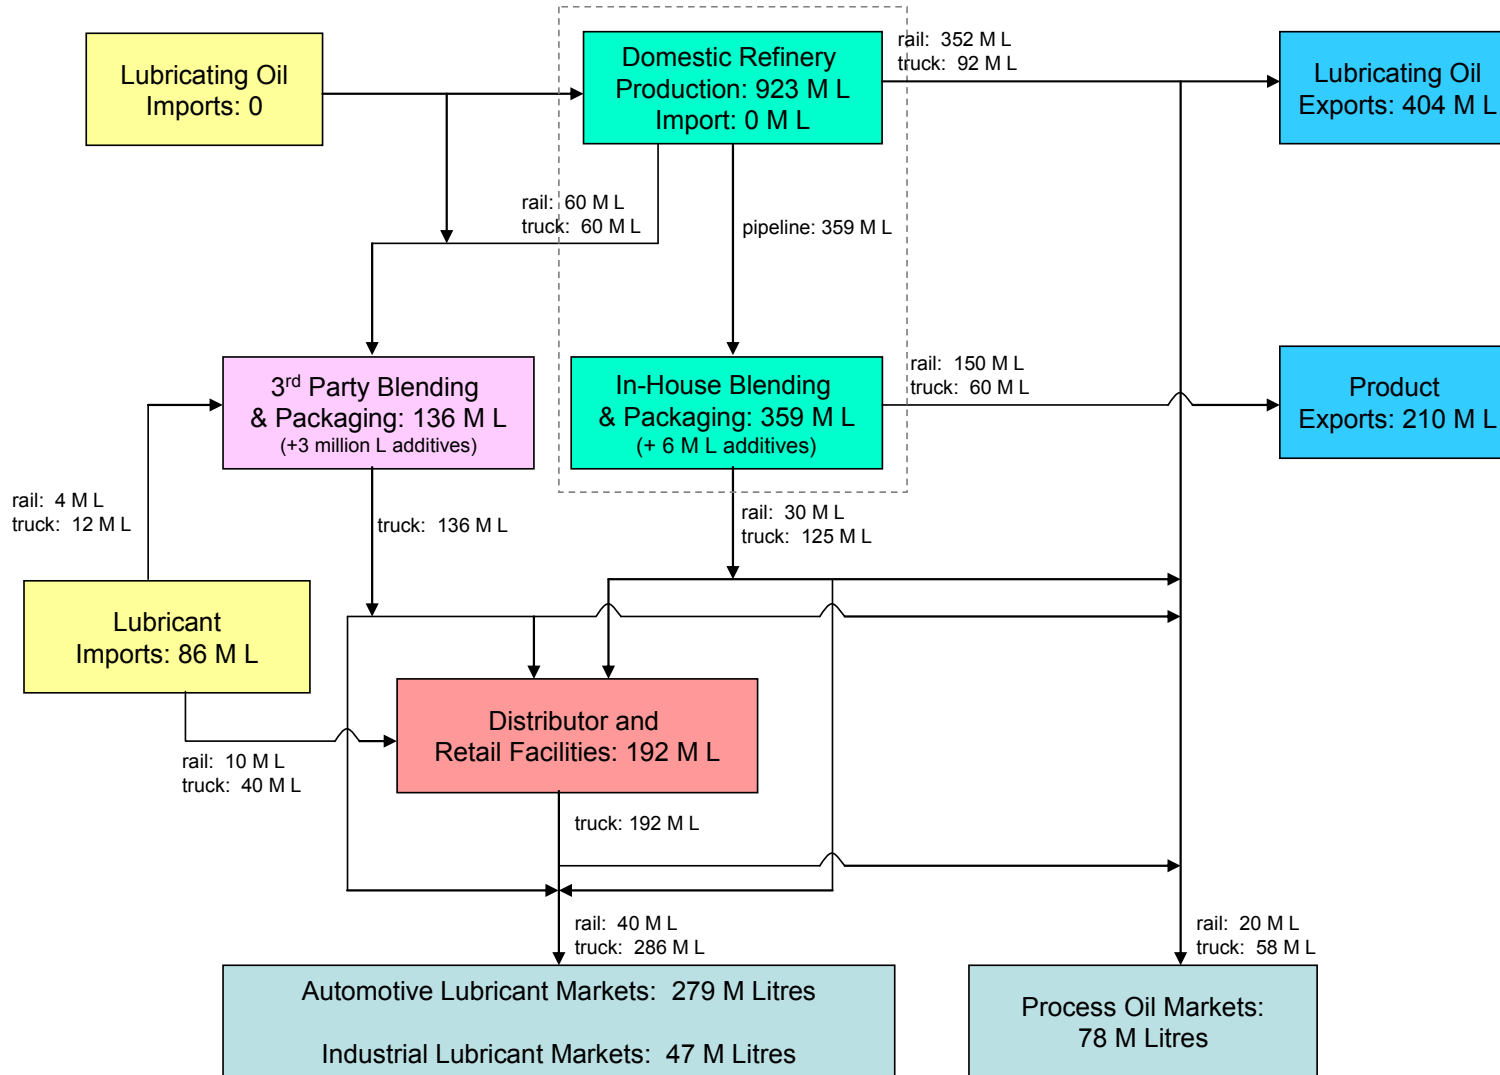 Lubricating Oil
Imports: 0
Domestic Refinery
Production: 923 M L
Import: 0 M L
rail: 352 M L
truck: 92 M L
Lubricating Oil
Exports: 404 M L
rail: 60 M L
truck: 60 M L
pipeline: 359 M L
3rd Party Blending
& Packaging: 136 M L
(+3 million L additives)
In-House Blending
& Packaging: 359 M L
(+ 6 M L additives)
rail: 150 M L
truck: 60 M L
Product
Exports: 210 M L
rail: 4 M L
truck: 12 M L
truck: 136 M L
rail: 30 M L
truck: 125 M L
Lubricant
Imports: 86 M L
Distributor and
Retail Facilities: 192 M L
rail: 10 M L
truck: 40 M L
truck: 192 M L
rail: 40 M L
truck: 286 M L
rail: 20 M L
truck: 58 M L
Automotive Lubricant Markets: 279 M Litres
Industrial Lubricant Markets: 47 M Litres
Process Oil Markets:
78 M Litres